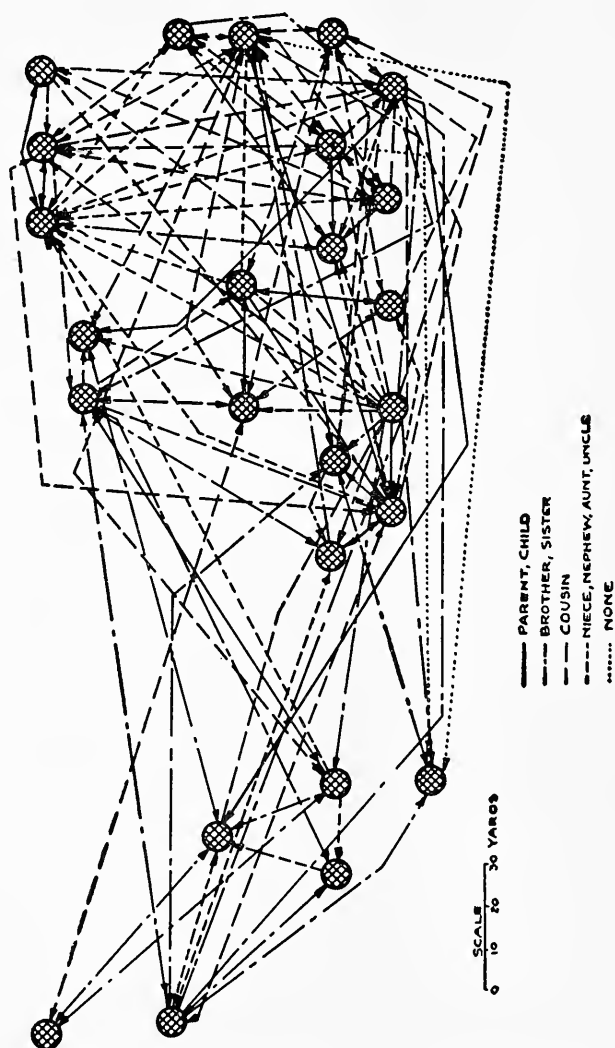 PARENT, CHILD
BROTHER, SISTER
COUSIN
NIECE, NEPHEW, AUNT, UNCLE
NONE
SCALE
0 10 20 30 YARDS